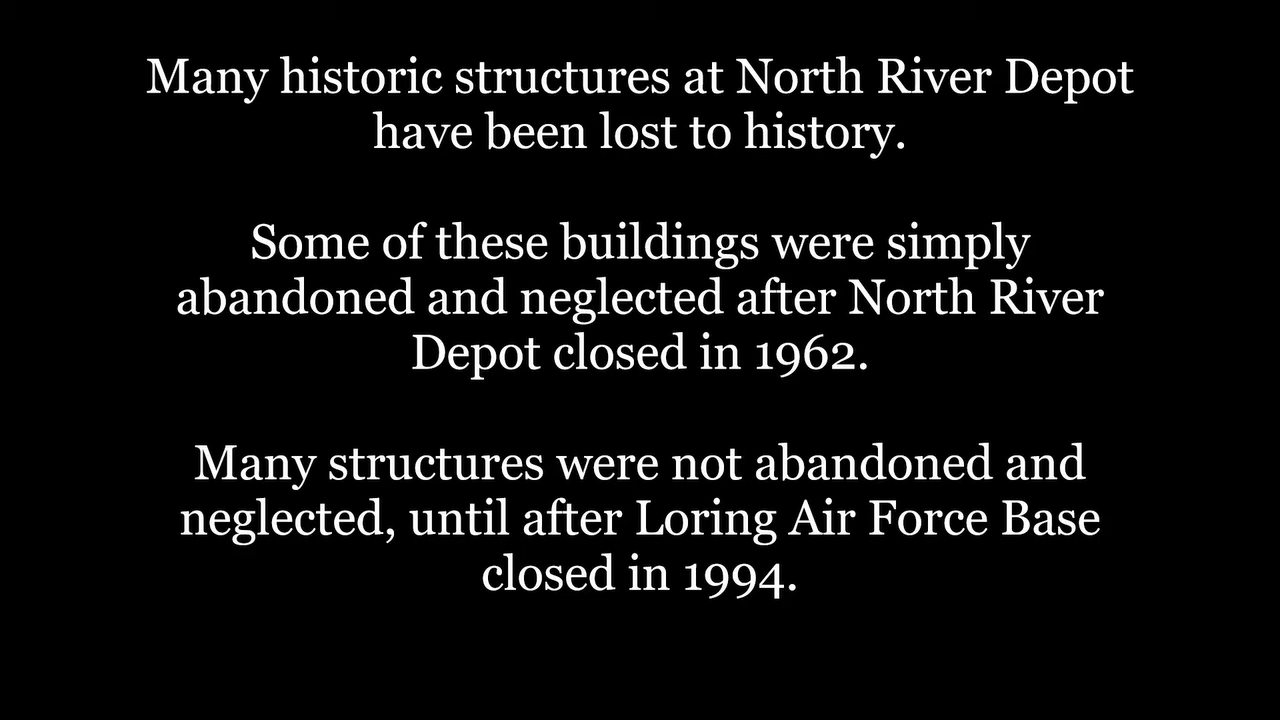 Many historic structures at North River Depot
have been lost to history.
Some of these buildings were simply
abandoned and neglected after North River
Depot closed in 1962.
Many structures were not abandoned and
neglected, until after Loring Air Force Base
closed in 1994.